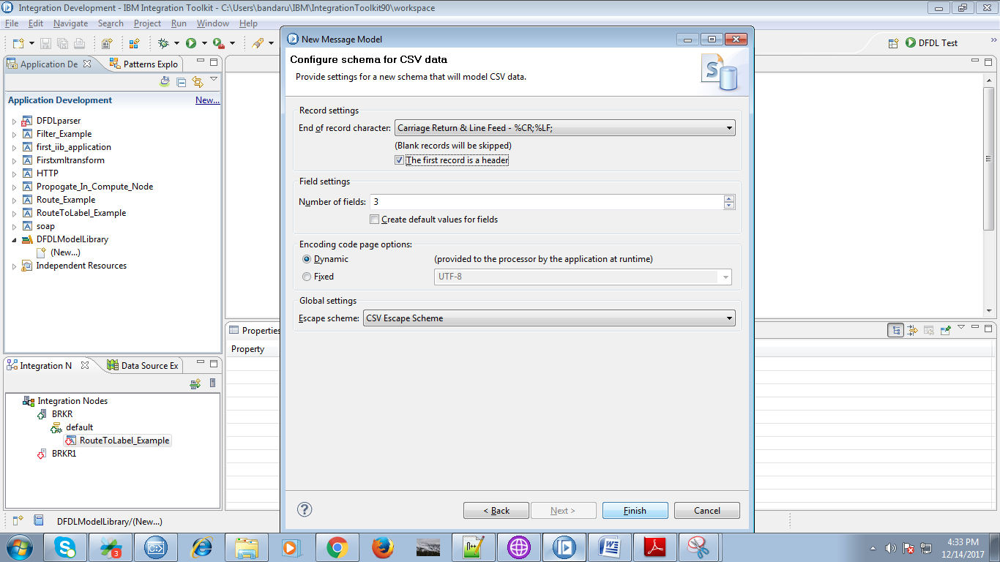 Integration Development - IBM Integration Toolkit - C:\Users\bandaru\IBM\IntegrationToolkit90\workspace
File Edit Navigate Search Project Run Window Help
DFDL Test
Application De
Patterns Explo
Application Development
New...
DFDLparser
Filter_Example
first_iib_application
Firstxmltransform
HTTP
Propogate_In_Compute_Node
Route_Example
RouteToLabel_Example
soap
DFDLModelLibrary
(New...)
Independent Resources
Integration N
Data Source Ex
Integration Nodes
BRKR
default
RouteToLabel_Example
BRKR1
Properties
Property
New Message Model
Configure schema for CSV data
Provide settings for a new schema that will model CSV data.
Record settings
End of record character: Carriage Return & Line Feed - %CR;%LF;
(Blank records will be skipped)
The first record is a header
Field settings
Number of fields: 3
Create default values for fields
Encoding code page options:
Dynamic (provided to the processor by the application at runtime)
Fixed UTF-8
Global settings
Escape scheme: CSV Escape Scheme
< Back Next > Finish Cancel
DFDLModelLibrary/(New...)
4:33 PM
12/14/2017